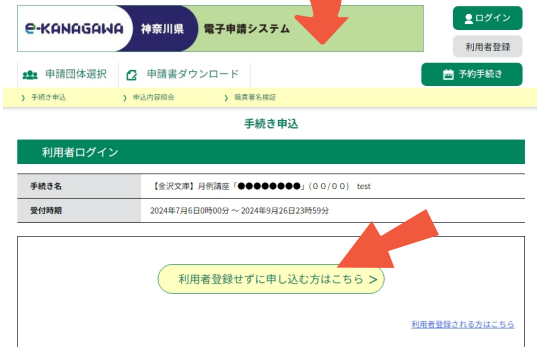 e-KANAGAWA 神奈川県 電子申請システム
ログイン
利用者登録
申請団体選択 申請書ダウンロード
予約手続き
手続き申込 申込内容照会 職責署名検証
手続き申込
利用者ログイン
手続き名 【金沢文庫】月例講座「●●●●●●●●」(００/００) test
受付時期 2024年7月6日0時00分 ～ 2024年9月26日23時59分
利用者登録せずに申し込む方はこちら >
利用者登録される方はこちら